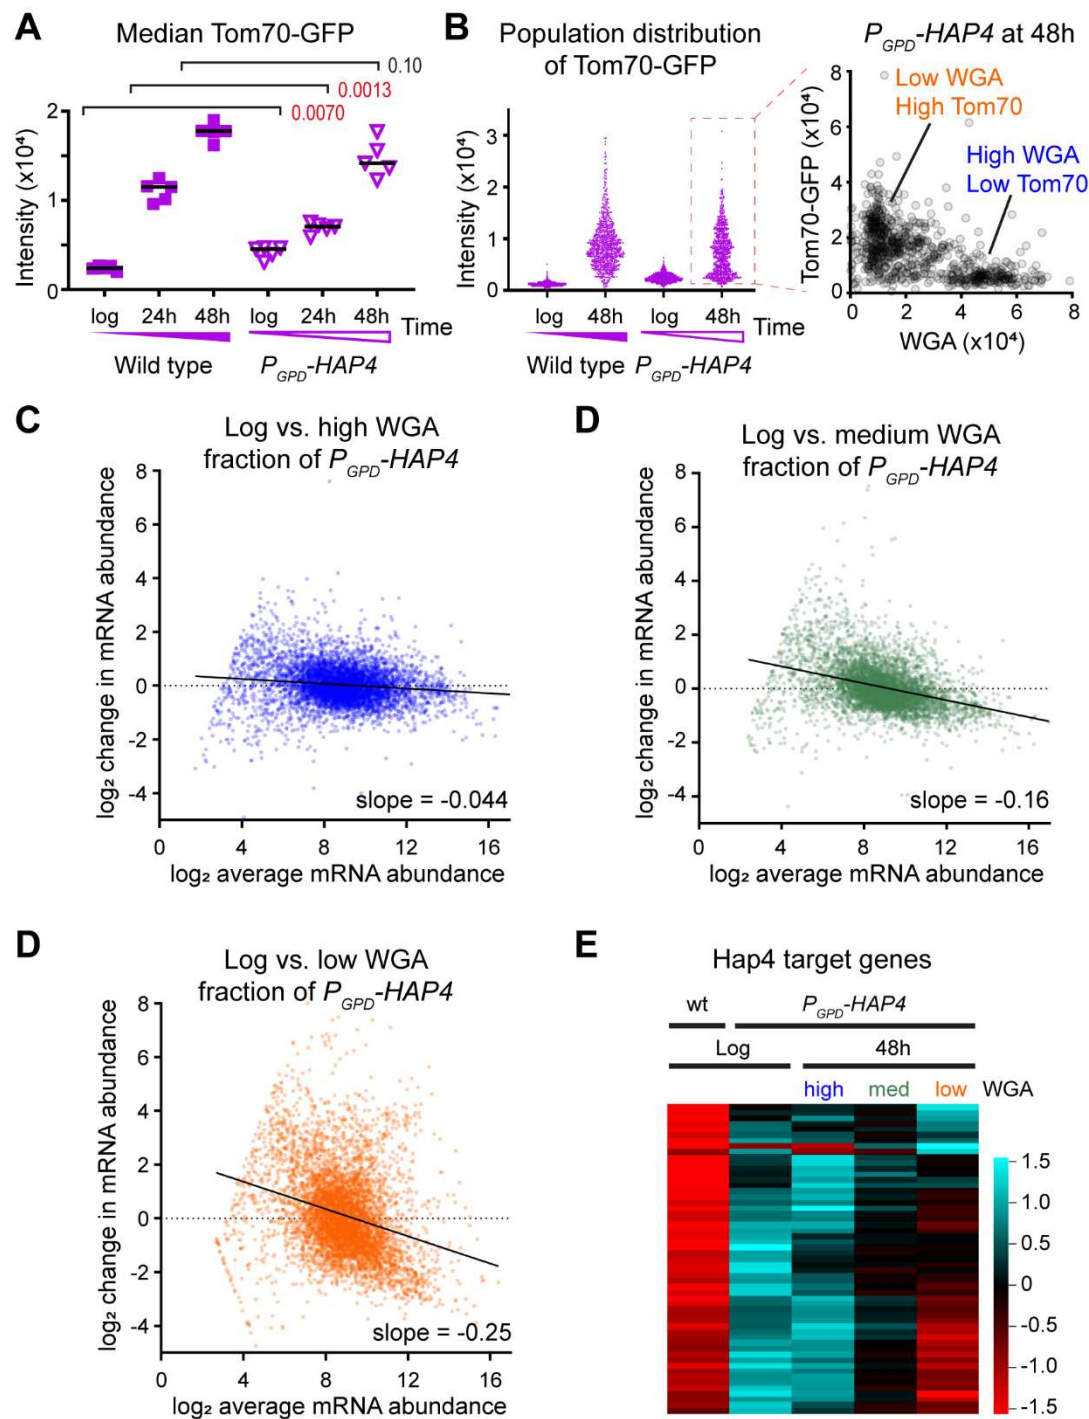 A
Median Tom70-GFP
0.10
0.0013
0.0070
Intensity (x10⁴)
2
1
0
log 24h 48h log 24h 48h Time
Wild type P_GPD-HAP4
B
Population distribution
of Tom70-GFP
Intensity (x10⁴)
3
2
1
0
log 48h log 48h Time
Wild type P_GPD-HAP4
P_GPD-HAP4 at 48h
Low WGA
High Tom70
High WGA
Low Tom70
Tom70-GFP (x10⁴)
8
6
4
2
0
0 2 4 6 8
WGA (x10⁴)
C
Log vs. high WGA
fraction of P_GPD-HAP4
log₂ change in mRNA abundance
8
6
4
2
0
-2
-4
slope = -0.044
0 4 8 12 16
log₂ average mRNA abundance
D
Log vs. medium WGA
fraction of P_GPD-HAP4
log₂ change in mRNA abundance
8
6
4
2
0
-2
-4
slope = -0.16
0 4 8 12 16
log₂ average mRNA abundance
D
Log vs. low WGA
fraction of P_GPD-HAP4
log₂ change in mRNA abundance
8
6
4
2
0
-2
-4
slope = -0.25
0 4 8 12 16
log₂ average mRNA abundance
E
Hap4 target genes
wt P_GPD-HAP4
Log 48h
high med low WGA
1.5
1.0
0.5
0
-0.5
-1.0
-1.5